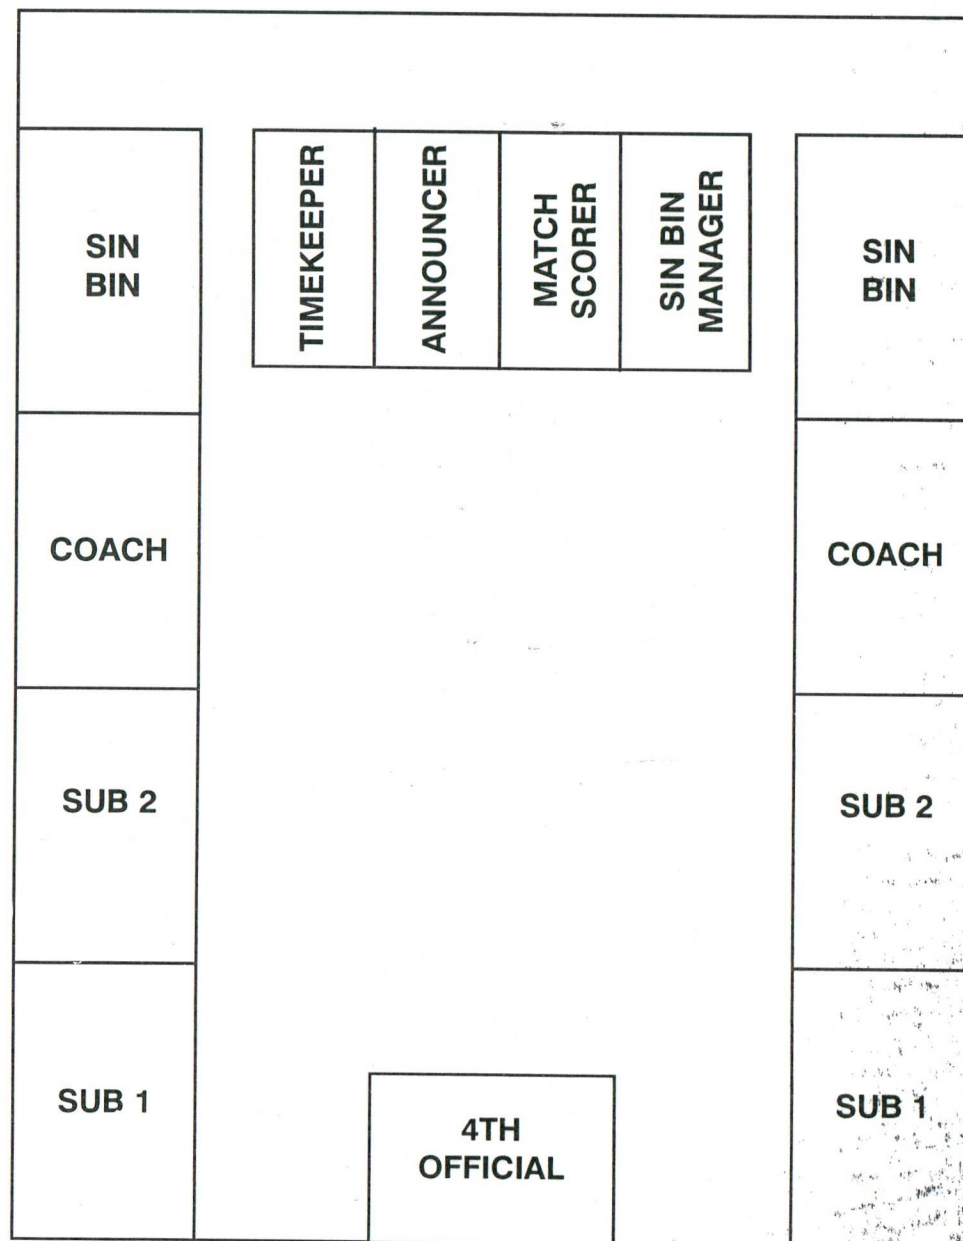 SIN
BIN
TIMEKEEPER
ANNOUNCER
MATCH
SCORER
SIN BIN
MANAGER
SIN
BIN
COACH
COACH
SUB 2
SUB 2
SUB 1
4TH
OFFICIAL
SUB 1